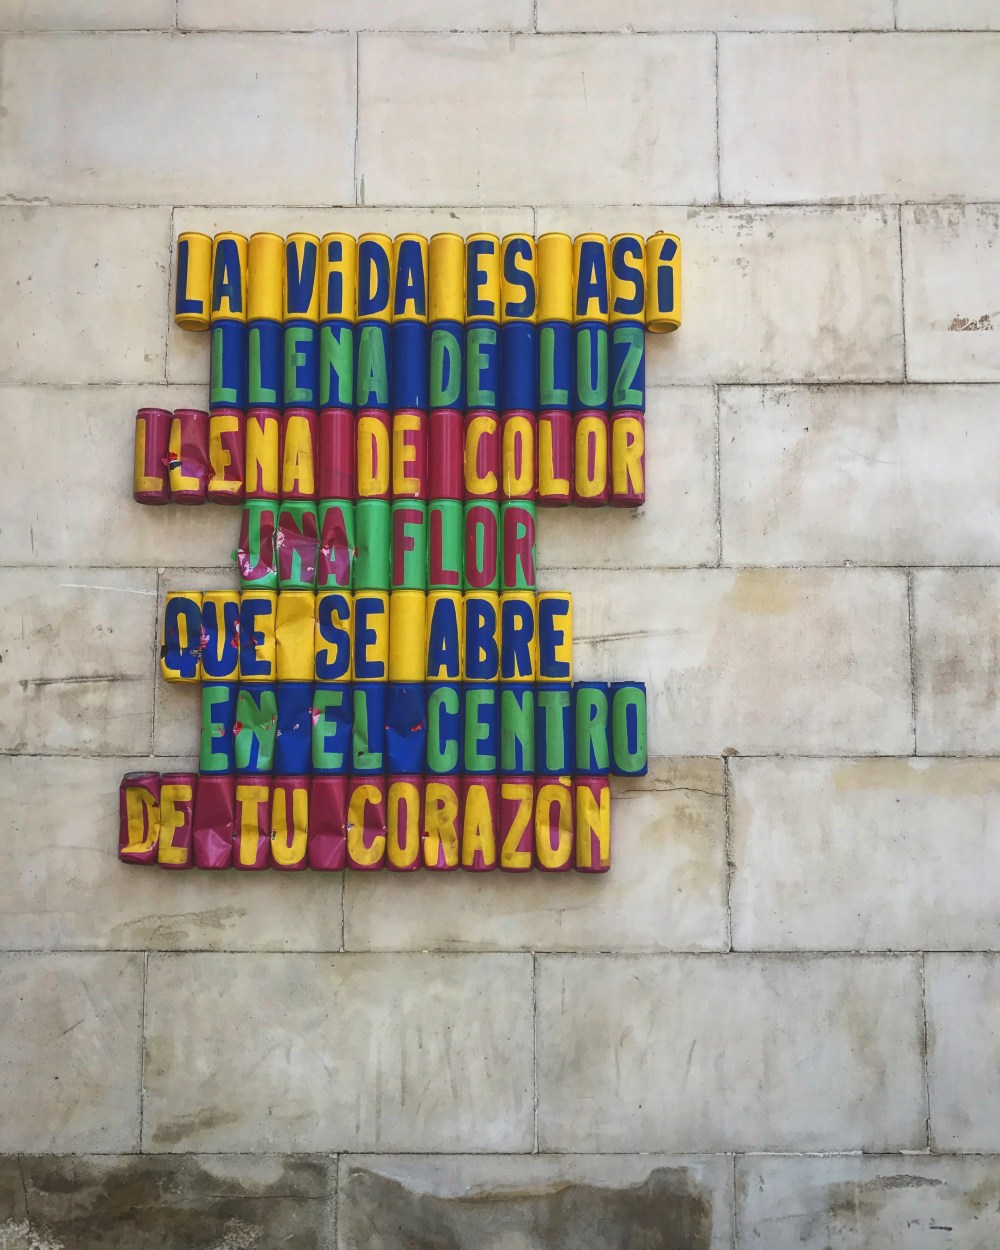 LA ViDA ES ASí
LLENA DE LUZ
LLENA DE COLOR
UNA FLOR
QUE SE ABRE
EN EL CENTRO
DE TU CORAZÓN